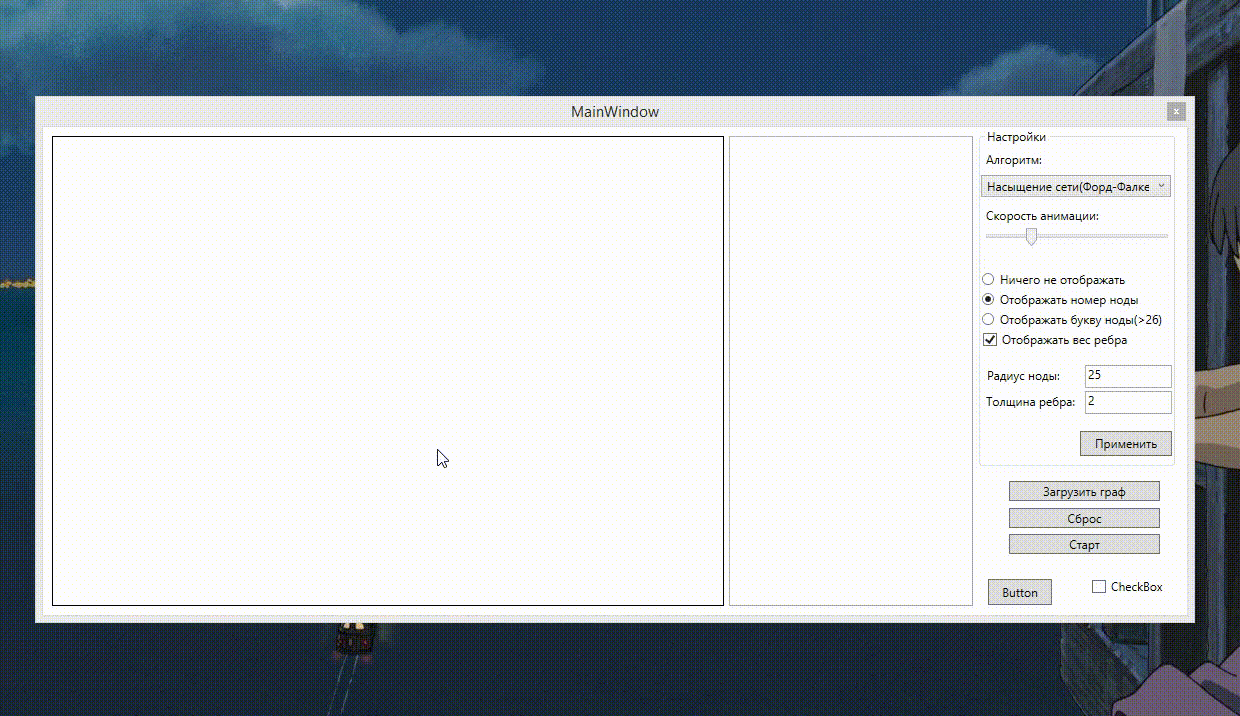 MainWindow
Настройки
Алгоритм:
Насыщение сети(Форд-Фалке
Скорость анимации:
Ничего не отображать
Отображать номер ноды
Отображать букву ноды(>26)
Отображать вес ребра
Радиус ноды: 25
Толщина ребра: 2
Применить
Загрузить граф
Сброс
Старт
Button CheckBox